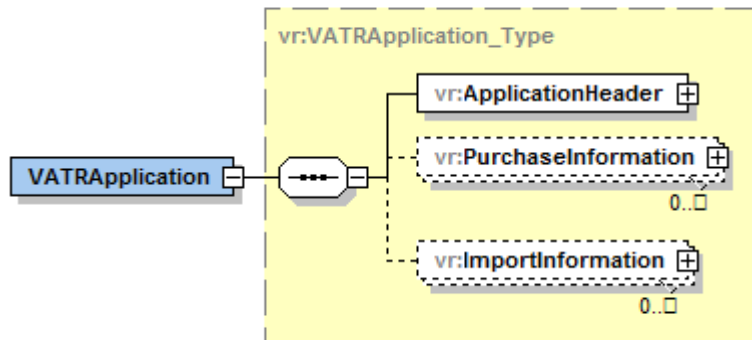 vr:VATRApplication_Type
vr:ApplicationHeader
VATRApplication
vr:PurchaseInformation
0..□
vr:ImportInformation
0..□